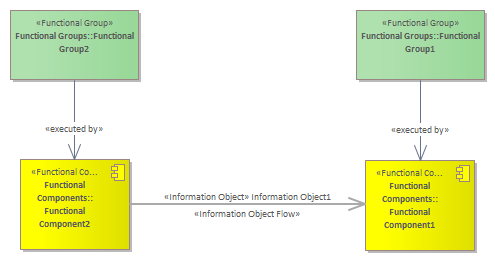 «Functional Group»
Functional Groups::Functional
Group2
«Functional Group»
Functional Groups::Functional
Group1
«executed by»
«executed by»
«Functional Co...
Functional
Components::
Functional
Component2
«Information Object» Information Object1
«Information Object Flow»
«Functional Co...
Functional
Components::
Functional
Component1